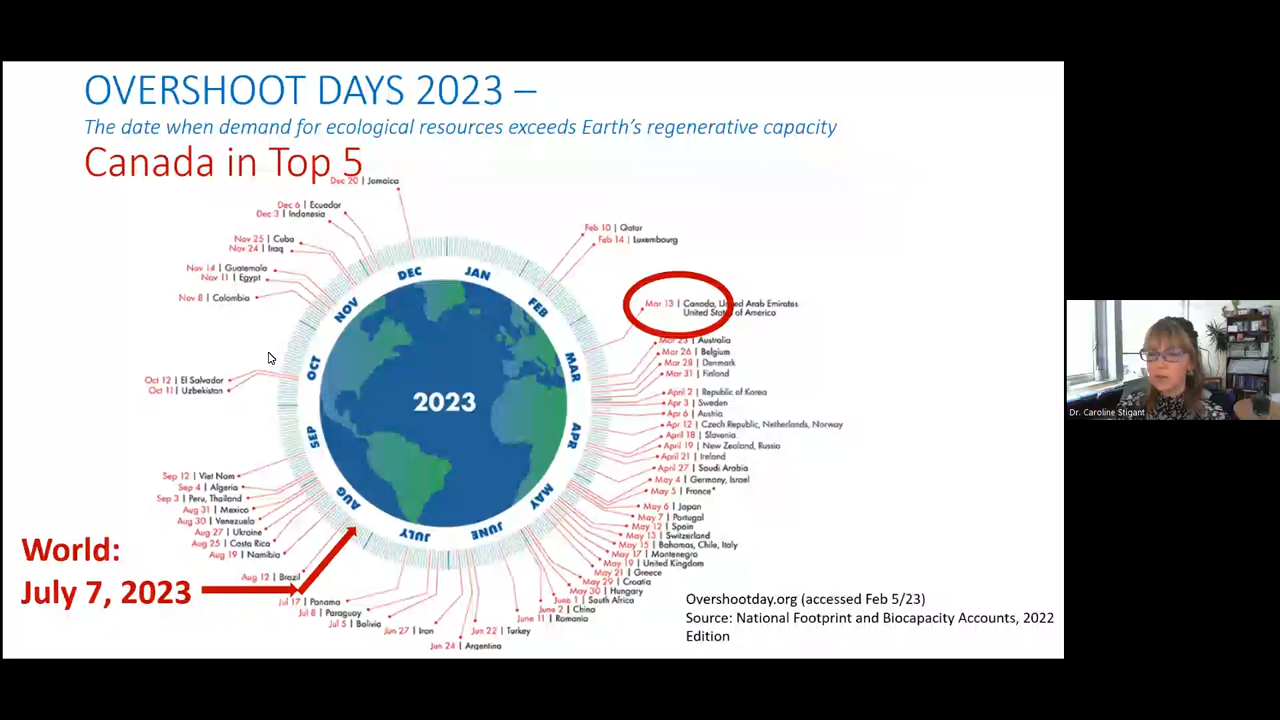 OVERSHOOT DAYS 2023 –
The date when demand for ecological resources exceeds Earth's regenerative capacity
Canada in Top 5
Dec 20 | Jamaica
Dec 6 | Ecuador
Dec 3 | Indonesia
Nov 25 | Cuba
Nov 24 | Iraq
Nov 14 | Guatemala
Nov 11 | Egypt
Nov 8 | Colombia
Oct 12 | El Salvador
Oct 11 | Uzbekistan
Sep 12 | Viet Nam
Sep 4 | Algeria
Sep 3 | Peru, Thailand
Aug 31 | Mexico
Aug 30 | Venezuela
Aug 27 | Ukraine
Aug 25 | Costa Rica
Aug 19 | Namibia
Aug 12 | Brazil
World:
July 7, 2023
Jul 17 | Panama
Jul 8 | Paraguay
Jul 5 | Bolivia
Jun 27 | Iran
Jun 24 | Argentina
Jun 22 | Turkey
DEC
JAN
NOV
FEB
OCT
MAR
2023
SEP
APR
AUG
MAY
JULY
JUNE
Feb 10 | Qatar
Feb 14 | Luxembourg
Mar 13 | Canada, United Arab Emirates
United States of America
Mar 23 | Australia
Mar 26 | Belgium
Mar 28 | Denmark
Mar 31 | Finland
April 2 | Republic of Korea
Apr 3 | Sweden
Apr 6 | Austria
Apr 12 | Czech Republic, Netherlands, Norway
April 18 | Slovenia
April 19 | New Zealand, Russia
April 21 | Ireland
April 27 | Saudi Arabia
May 4 | Germany, Israel
May 5 | France*
May 6 | Japan
May 7 | Portugal
May 12 | Spain
May 13 | Switzerland
May 15 | Bahamas, Chile, Italy
May 17 | Montenegro
May 19 | United Kingdom
May 21 | Greece
May 29 | Croatia
May 30 | Hungary
June 1 | South Africa
June 2 | China
June 11 | Romania
Overshootday.org (accessed Feb 5/23)
Source: National Footprint and Biocapacity Accounts, 2022
Edition
Dr. Caroline Stigant